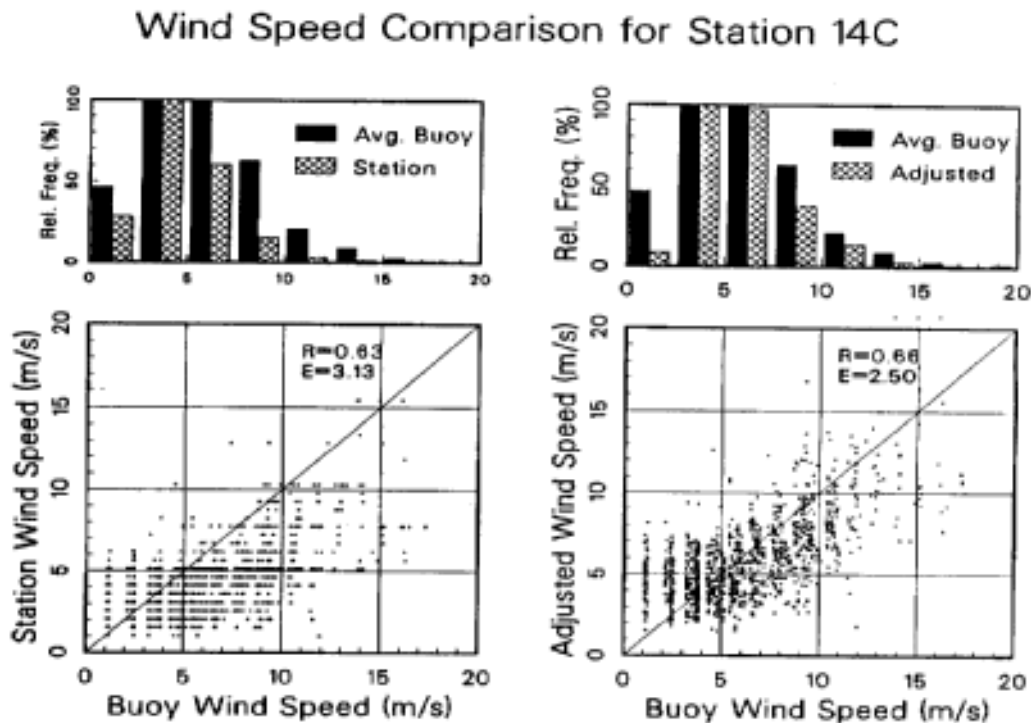 Wind Speed Comparison for Station 14C
Rel. Freq. (%)
100
50
0
Avg. Buoy
Station
0 5 10 15 20
Rel. Freq. (%)
100
50
0
Avg. Buoy
Adjusted
0 5 10 15 20
Station Wind Speed (m/s)
20
15
10
5
0
R=0.63
E=3.13
0 5 10 15 20
Buoy Wind Speed (m/s)
Adjusted Wind Speed (m/s)
20
15
10
5
0
R=0.66
E=2.50
0 5 10 15 20
Buoy Wind Speed (m/s)